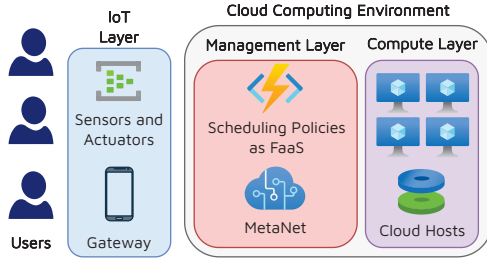 IoT
Layer
Cloud Computing Environment
Management Layer
Compute Layer
Sensors and
Actuators
Scheduling Policies
as FaaS
MetaNet
Users
Gateway
Cloud Hosts